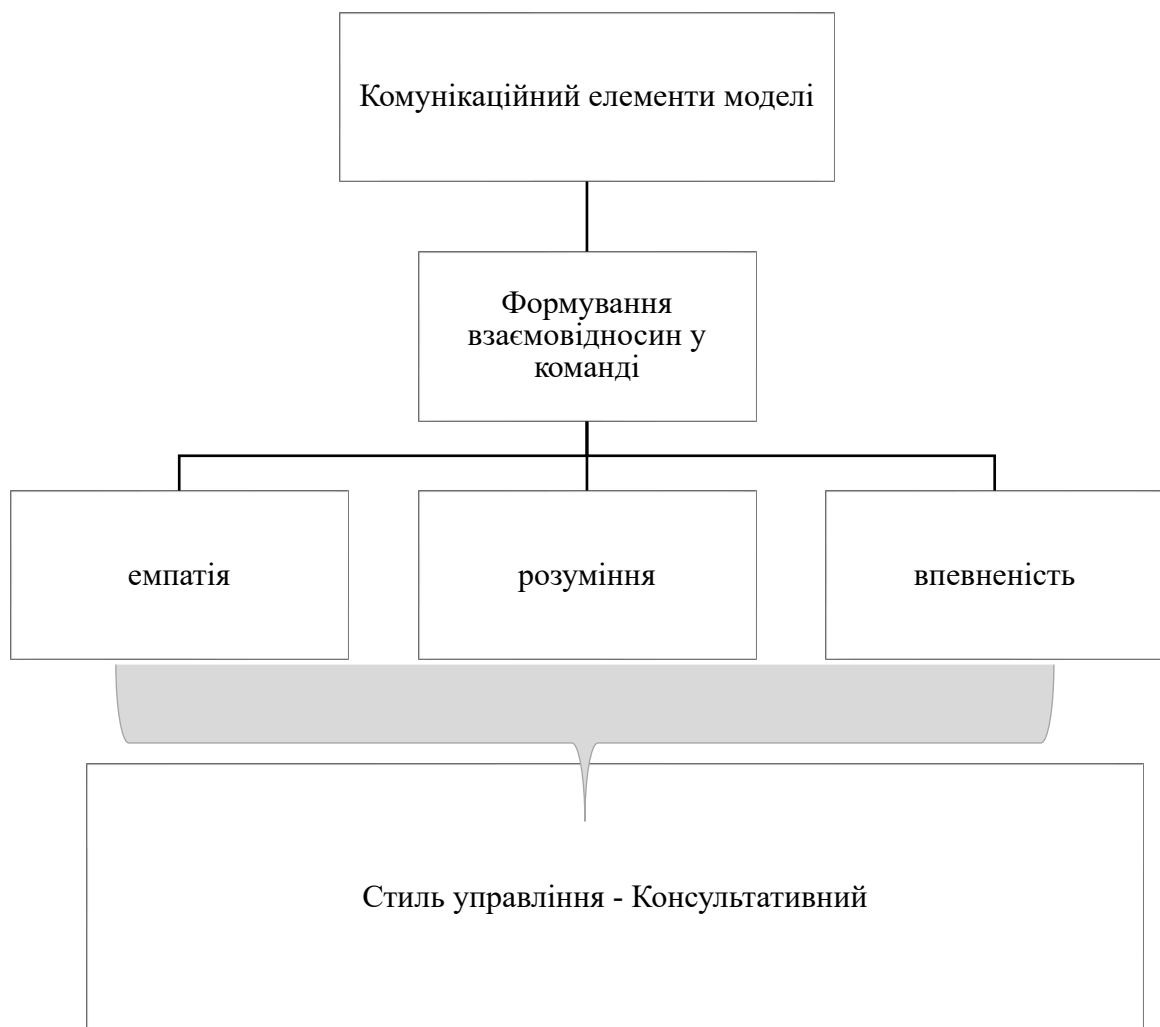 Комунікаційний елементи моделі
Формування
взаємовідносин у
команді
емпатія
розуміння
впевненість
Стиль управління - Консультативний